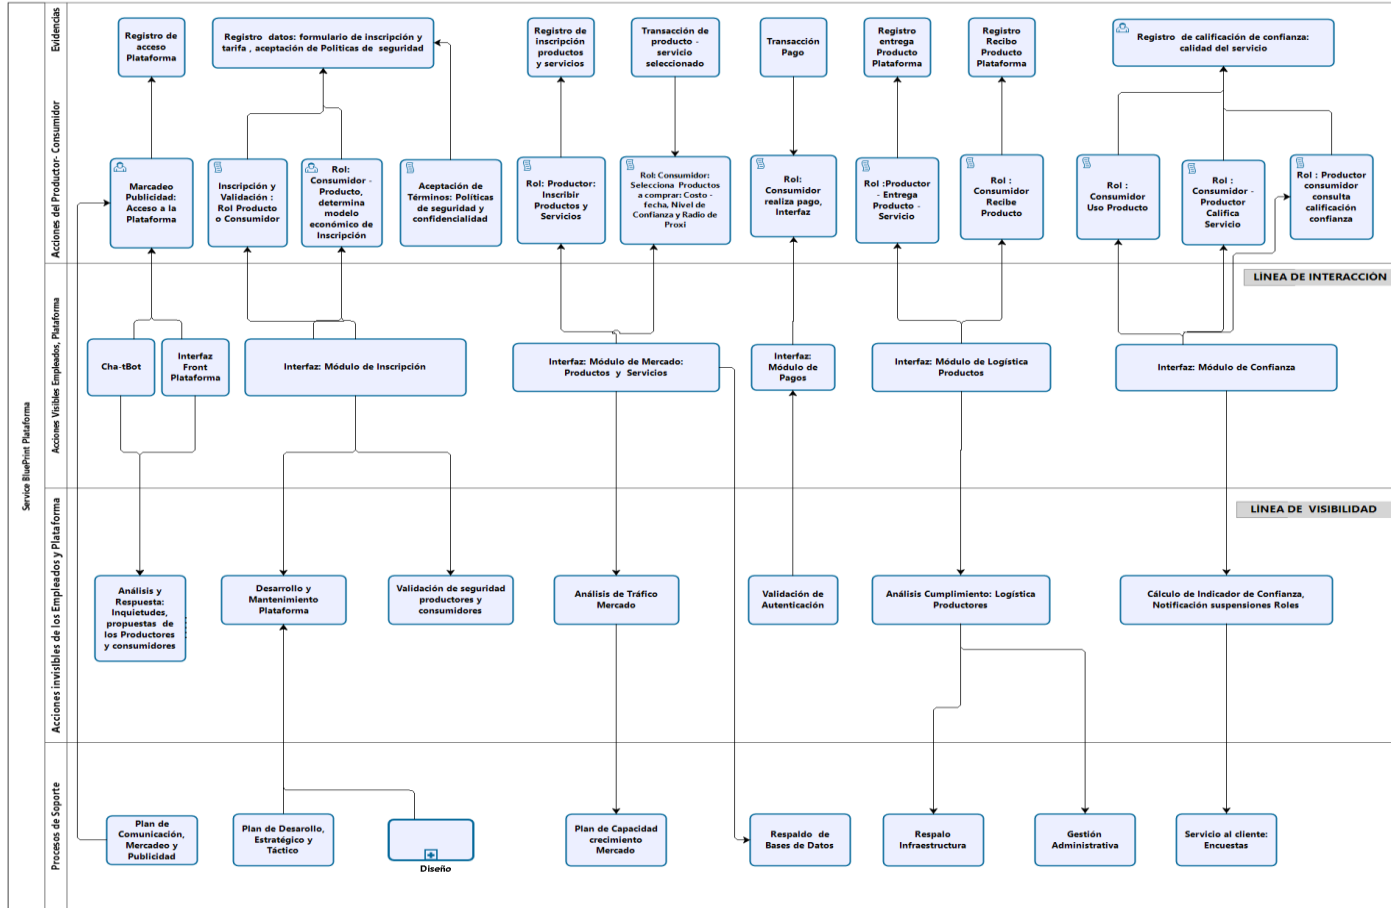 Service BluePrint Plataforma
Evidencias
Registro de
acceso
Plataforma
Registro datos: formulario de inscripción y
tarifa , aceptación de Politicas de seguridad
Registro de
inscripción
productos
y servicios
Transacción de
producto -
servicio
seleccionado
Transacción
Pago
Registro
entrega
Producto
Plataforma
Registro
Recibo
Producto
Plataforma
Registro de calificación de confianza:
calidad del servicio
Acciones del Productor- Consumidor
Marcadeo
Publicidad:
Acceso a la
Plataforma
Inscripción y
Validación :
Rol Producto
o Consumidor
Rol:
Consumidor -
Producto,
determina
modelo
económico de
Inscripción
Aceptación de
Términos: Políticas
de seguridad y
confidencialidad
Rol: Productor:
Inscribir
Productos y
Servicios
Rol: Consumidor:
Selecciona Productos
a comprar: Costo -
fecha, Nivel de
Confianza y Radio de
Proxi
Rol:
Consumidor
realiza pago,
Interfaz
Rol :Productor
- Entrega
Producto -
Servicio
Rol :
Consumidor
Recibe
Producto
Rol :
Consumidor
Uso Producto
Rol :
Consumidor -
Productor
Califica
Servicio
Rol : Productor
consumidor
consulta
calificación
confianza
LÍNEA DE INTERACCIÓN
Acciones Visibles Empleados, Plataforma
Cha-tBot
Interfaz
Front
Plataforma
Interfaz: Módulo de Inscripción
Interfaz: Módulo de Mercado:
Productos y Servicios
Interfaz:
Módulo de
Pagos
Interfaz: Módulo de Logística
Productos
Interfaz: Módulo de Confianza
LÍNEA DE VISIBILIDAD
Acciones invisibles de los Empleados y Plataforma
Análisis y
Respuesta:
Inquietudes,
propuestas de
los Productores
y consumidores
Desarrollo y
Mantenimiento
Plataforma
Validación de seguridad
productores y
consumidores
Análisis de Tráfico
Mercado
Validación de
Autenticación
Análisis Cumplimiento: Logística
Productores
Cálculo de Indicador de Confianza,
Notificación suspensiones Roles
Procesos de Soporte
Plan de
Comunicación,
Mercadeo y
Publicidad
Plan de Desarollo,
Estratégico y
Táctico
Diseño
Plan de Capacidad
crecimiento
Mercado
Respaldo de
Bases de Datos
Respalo
Infraestructura
Gestión
Administrativa
Servicio al cliente:
Encuestas